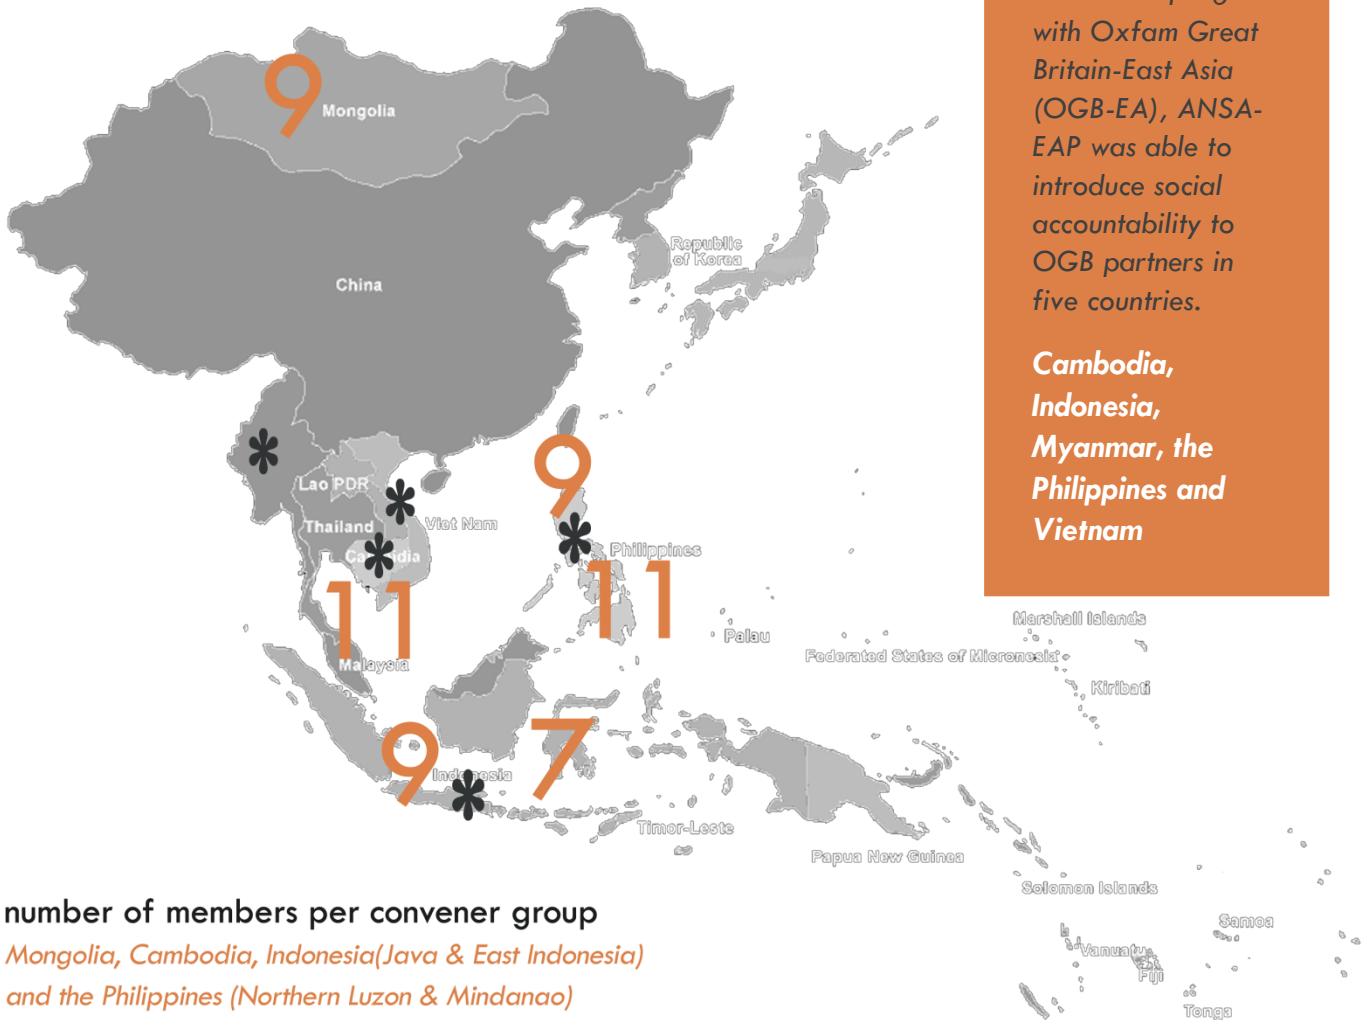 with Oxfam Great
Britain-East Asia
(OGB-EA), ANSA-
EAP was able to
introduce social
accountability to
OGB partners in
five countries.
Cambodia,
Indonesia,
Myanmar, the
Philippines and
Vietnam
9
Mongolia
Republic
of Korea
China
*
9
Lao PDR
*
Viet Nam
Thailand
*
*
Philippines
11
11
Malaysia
Palau
Marshall Islands
Federated States of Micronesia
Kiribati
9
7
Indonesia
*
Timor-Leste
Papua New Guinea
Solomon Islands
Samoa
Vanuatu
Fiji
Tonga
number of members per convener group
Mongolia, Cambodia, Indonesia(Java & East Indonesia)
and the Philippines (Northern Luzon & Mindanao)